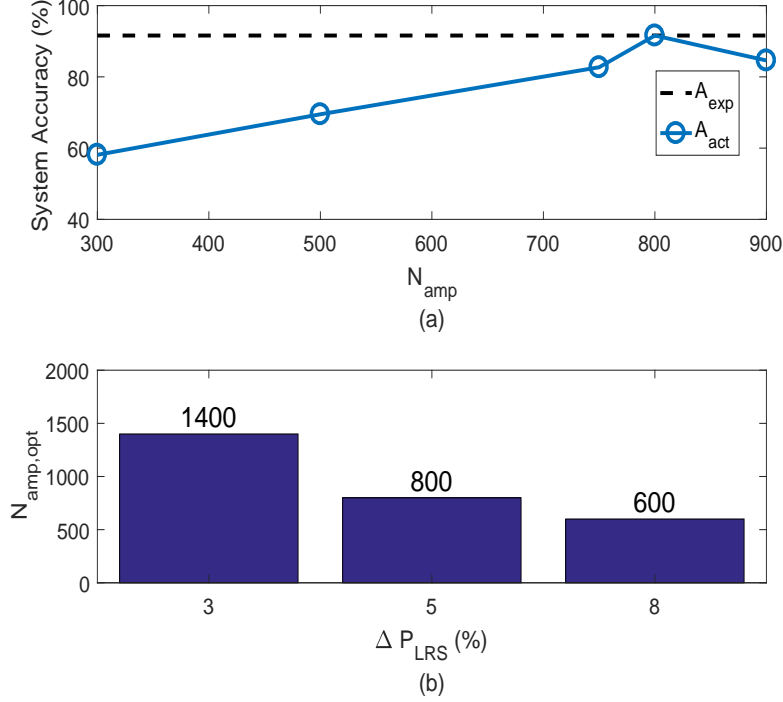 System Accuracy (%)
100
80
60
40
A_exp
A_act
300 400 500 600 700 800 900
N_amp
(a)
N_amp,opt
2000
1500
1000
500
0
1400
800
600
3 5 8
Δ P_LRS (%)
(b)